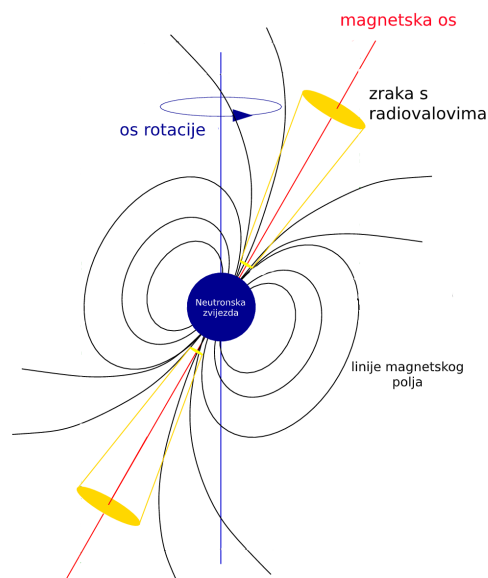 magnetska os
zraka s
radiovalovima
os rotacije
Neutronska
zvijezda
linije magnetskog
polja